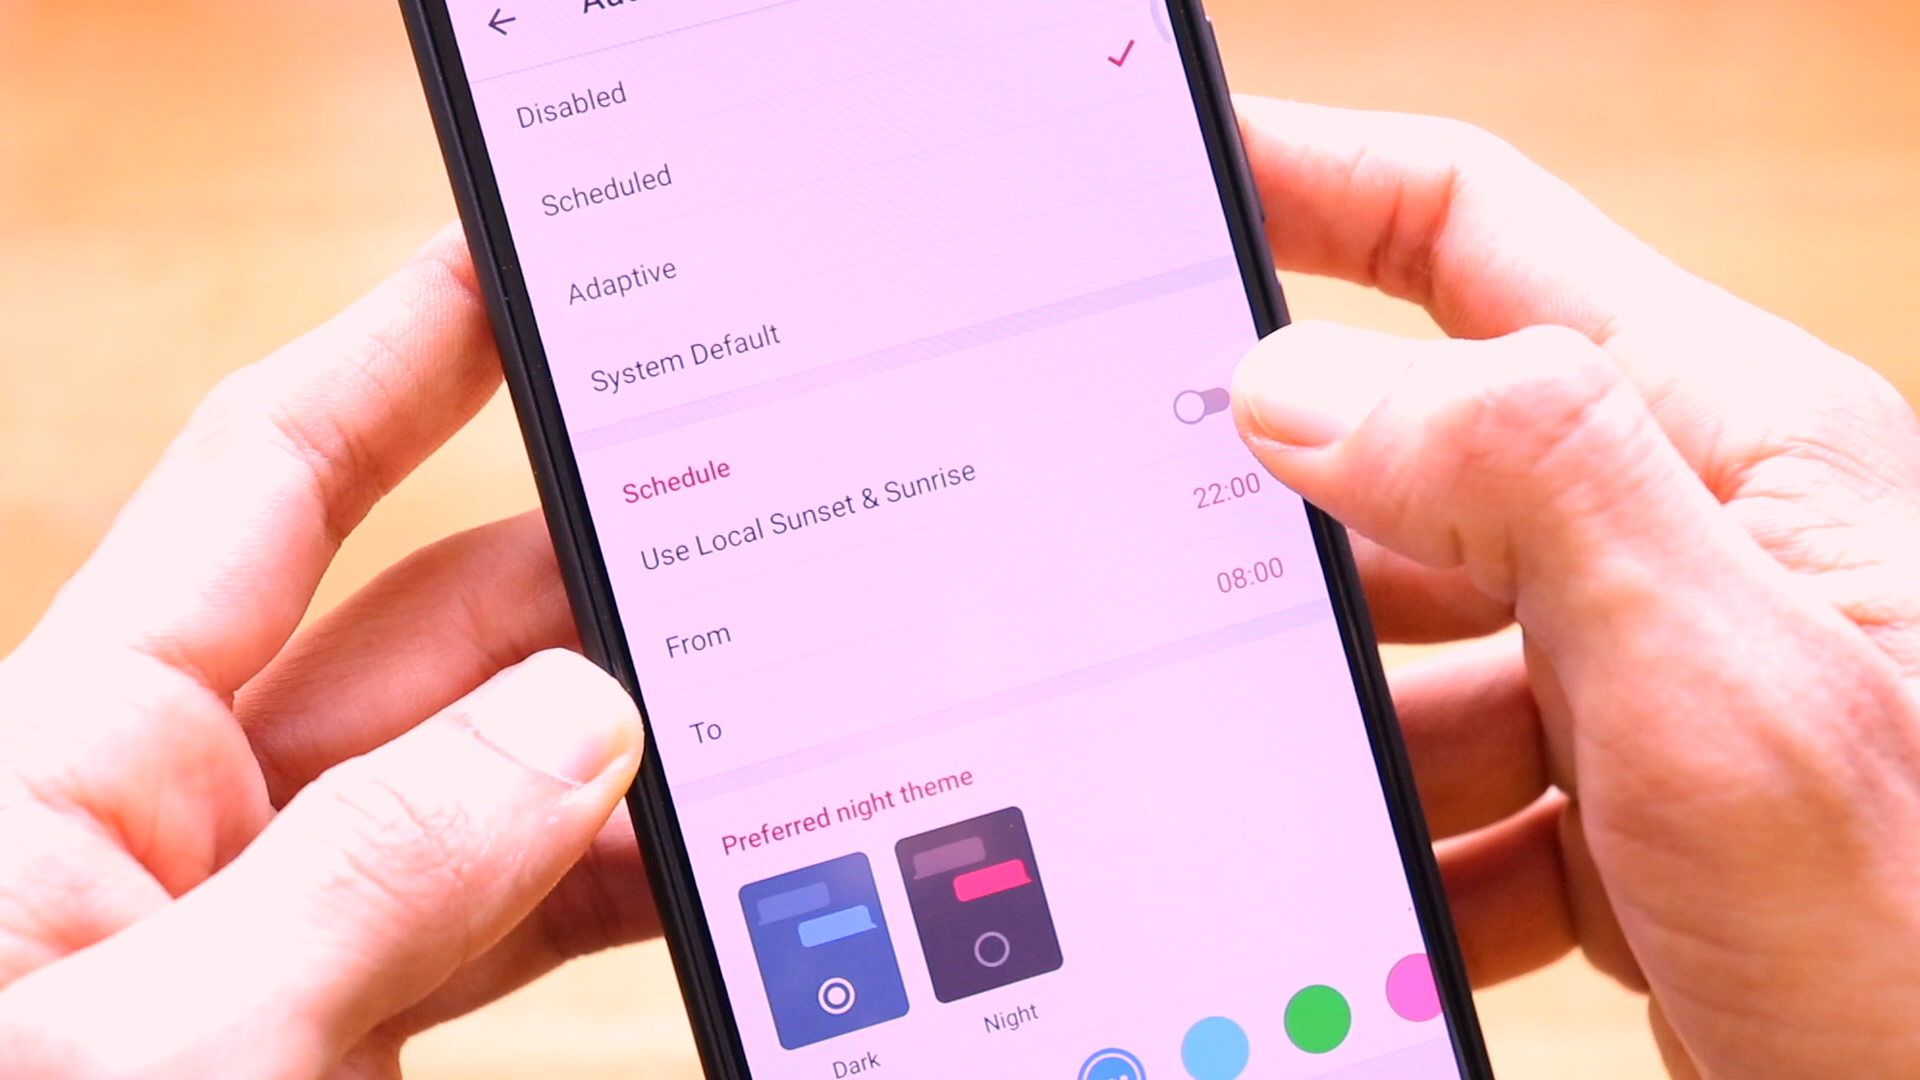 Disabled
Scheduled
Adaptive
System Default
Schedule
Use Local Sunset & Sunrise
From 22:00
To 08:00
Preferred night theme
Dark
Night